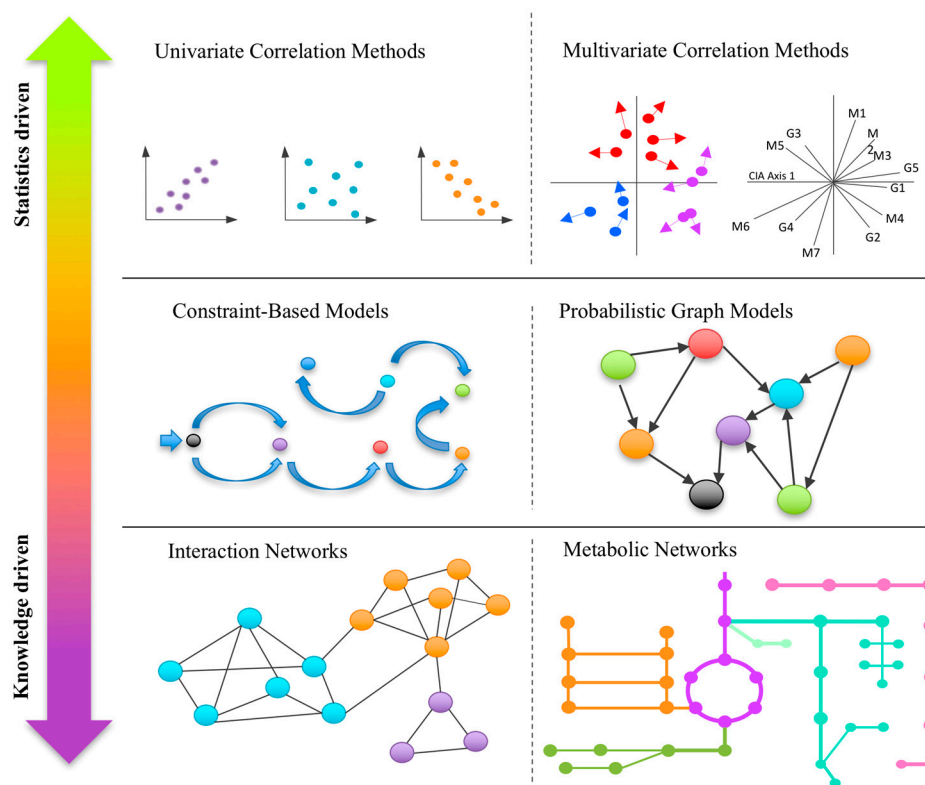 Statistics driven
Knowledge driven
Univariate Correlation Methods
Multivariate Correlation Methods
M1
M
2
M3
G3
M5
G5
CIA Axis 1
G1
M4
M6
G4
G2
M7
Constraint-Based Models
Probabilistic Graph Models
Interaction Networks
Metabolic Networks